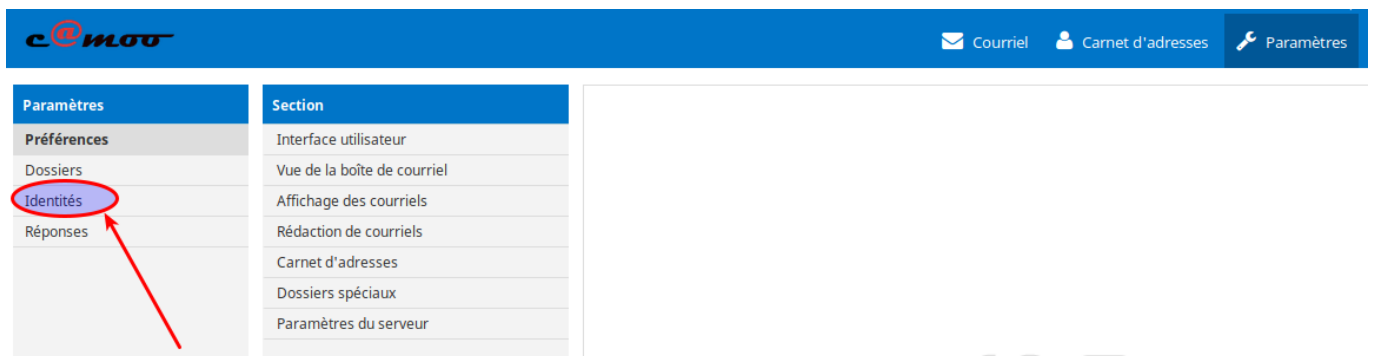 c@moo
Courriel
Carnet d'adresses
Paramètres
Paramètres
Préférences
Dossiers
Identités
Réponses
Section
Interface utilisateur
Vue de la boîte de courriel
Affichage des courriels
Rédaction de courriels
Carnet d'adresses
Dossiers spéciaux
Paramètres du serveur